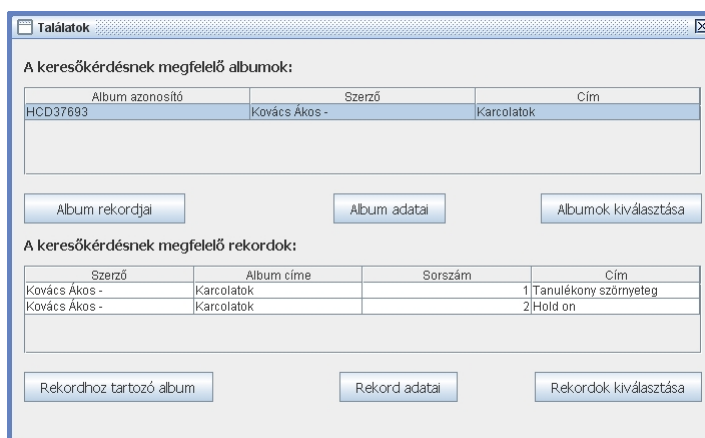 Találatok
A keresőkérdésnek megfelelő albumok:
Album azonosító Szerző Cím
HCD37693 Kovács Ákos - Karcolatok
Album rekordjai Album adatai Albumok kiválasztása
A keresőkérdésnek megfelelő rekordok:
Szerző Album címe Sorszám Cím
Kovács Ákos - Karcolatok 1 Tanulékony szörnyeteg
Kovács Ákos - Karcolatok 2 Hold on
Rekordhoz tartozó album Rekord adatai Rekordok kiválasztása